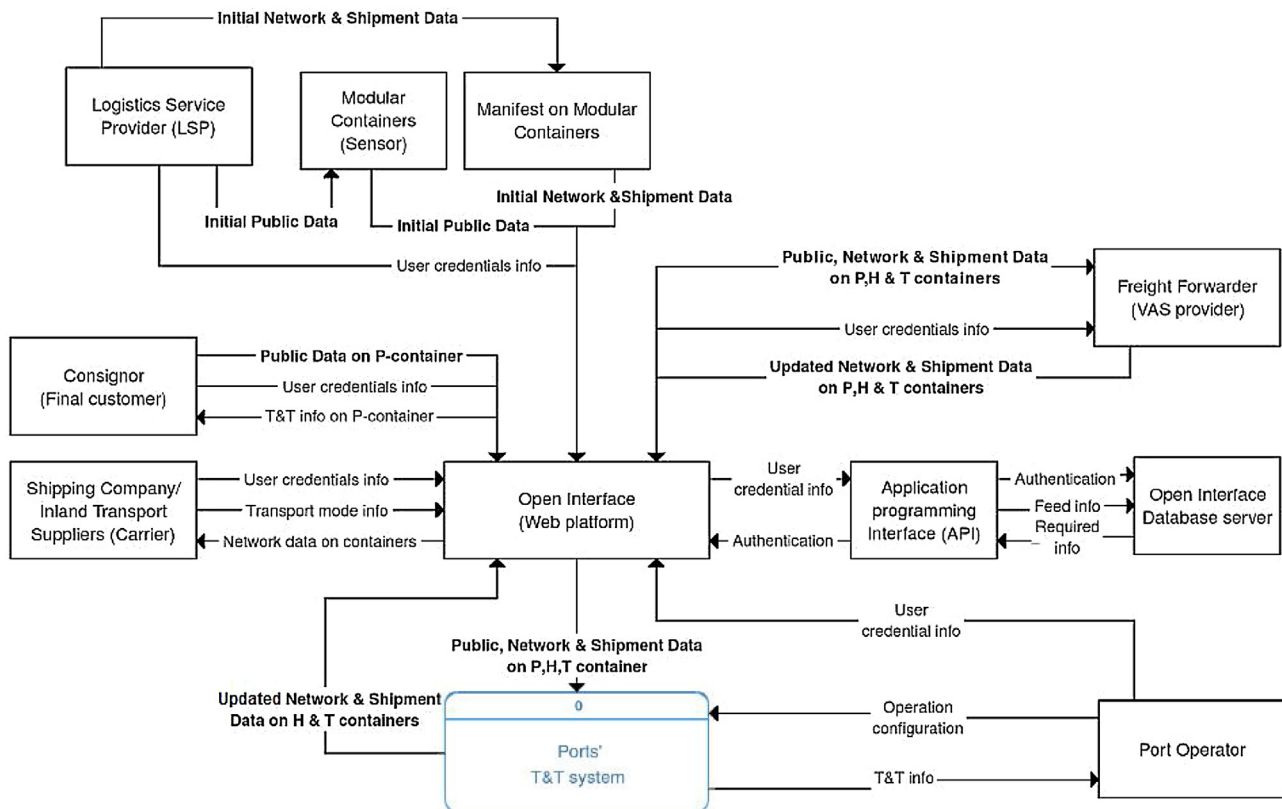 Initial Network & Shipment Data
Logistics Service
Provider (LSP)
Modular
Containers
(Sensor)
Manifest on Modular
Containers
Initial Public Data
Initial Public Data
Initial Network &Shipment Data
User credentials info
Public, Network & Shipment Data
on P,H & T containers
User credentials info
Updated Network & Shipment Data
on P,H & T containers
Freight Forwarder
(VAS provider)
Consignor
(Final customer)
Public Data on P-container
User credentials info
T&T info on P-container
Shipping Company/
Inland Transport
Suppliers (Carrier)
User credentials info
Transport mode info
Network data on containers
Open Interface
(Web platform)
User
credential info
Authentication
Application
programming
Interface (API)
Authentication
Feed info
Required
info
Open Interface
Database server
User
credential info
Public, Network & Shipment Data
on P,H,T container
Updated Network & Shipment
Data on H & T containers
0
Ports'
T&T system
Operation
configuration
T&T info
Port Operator